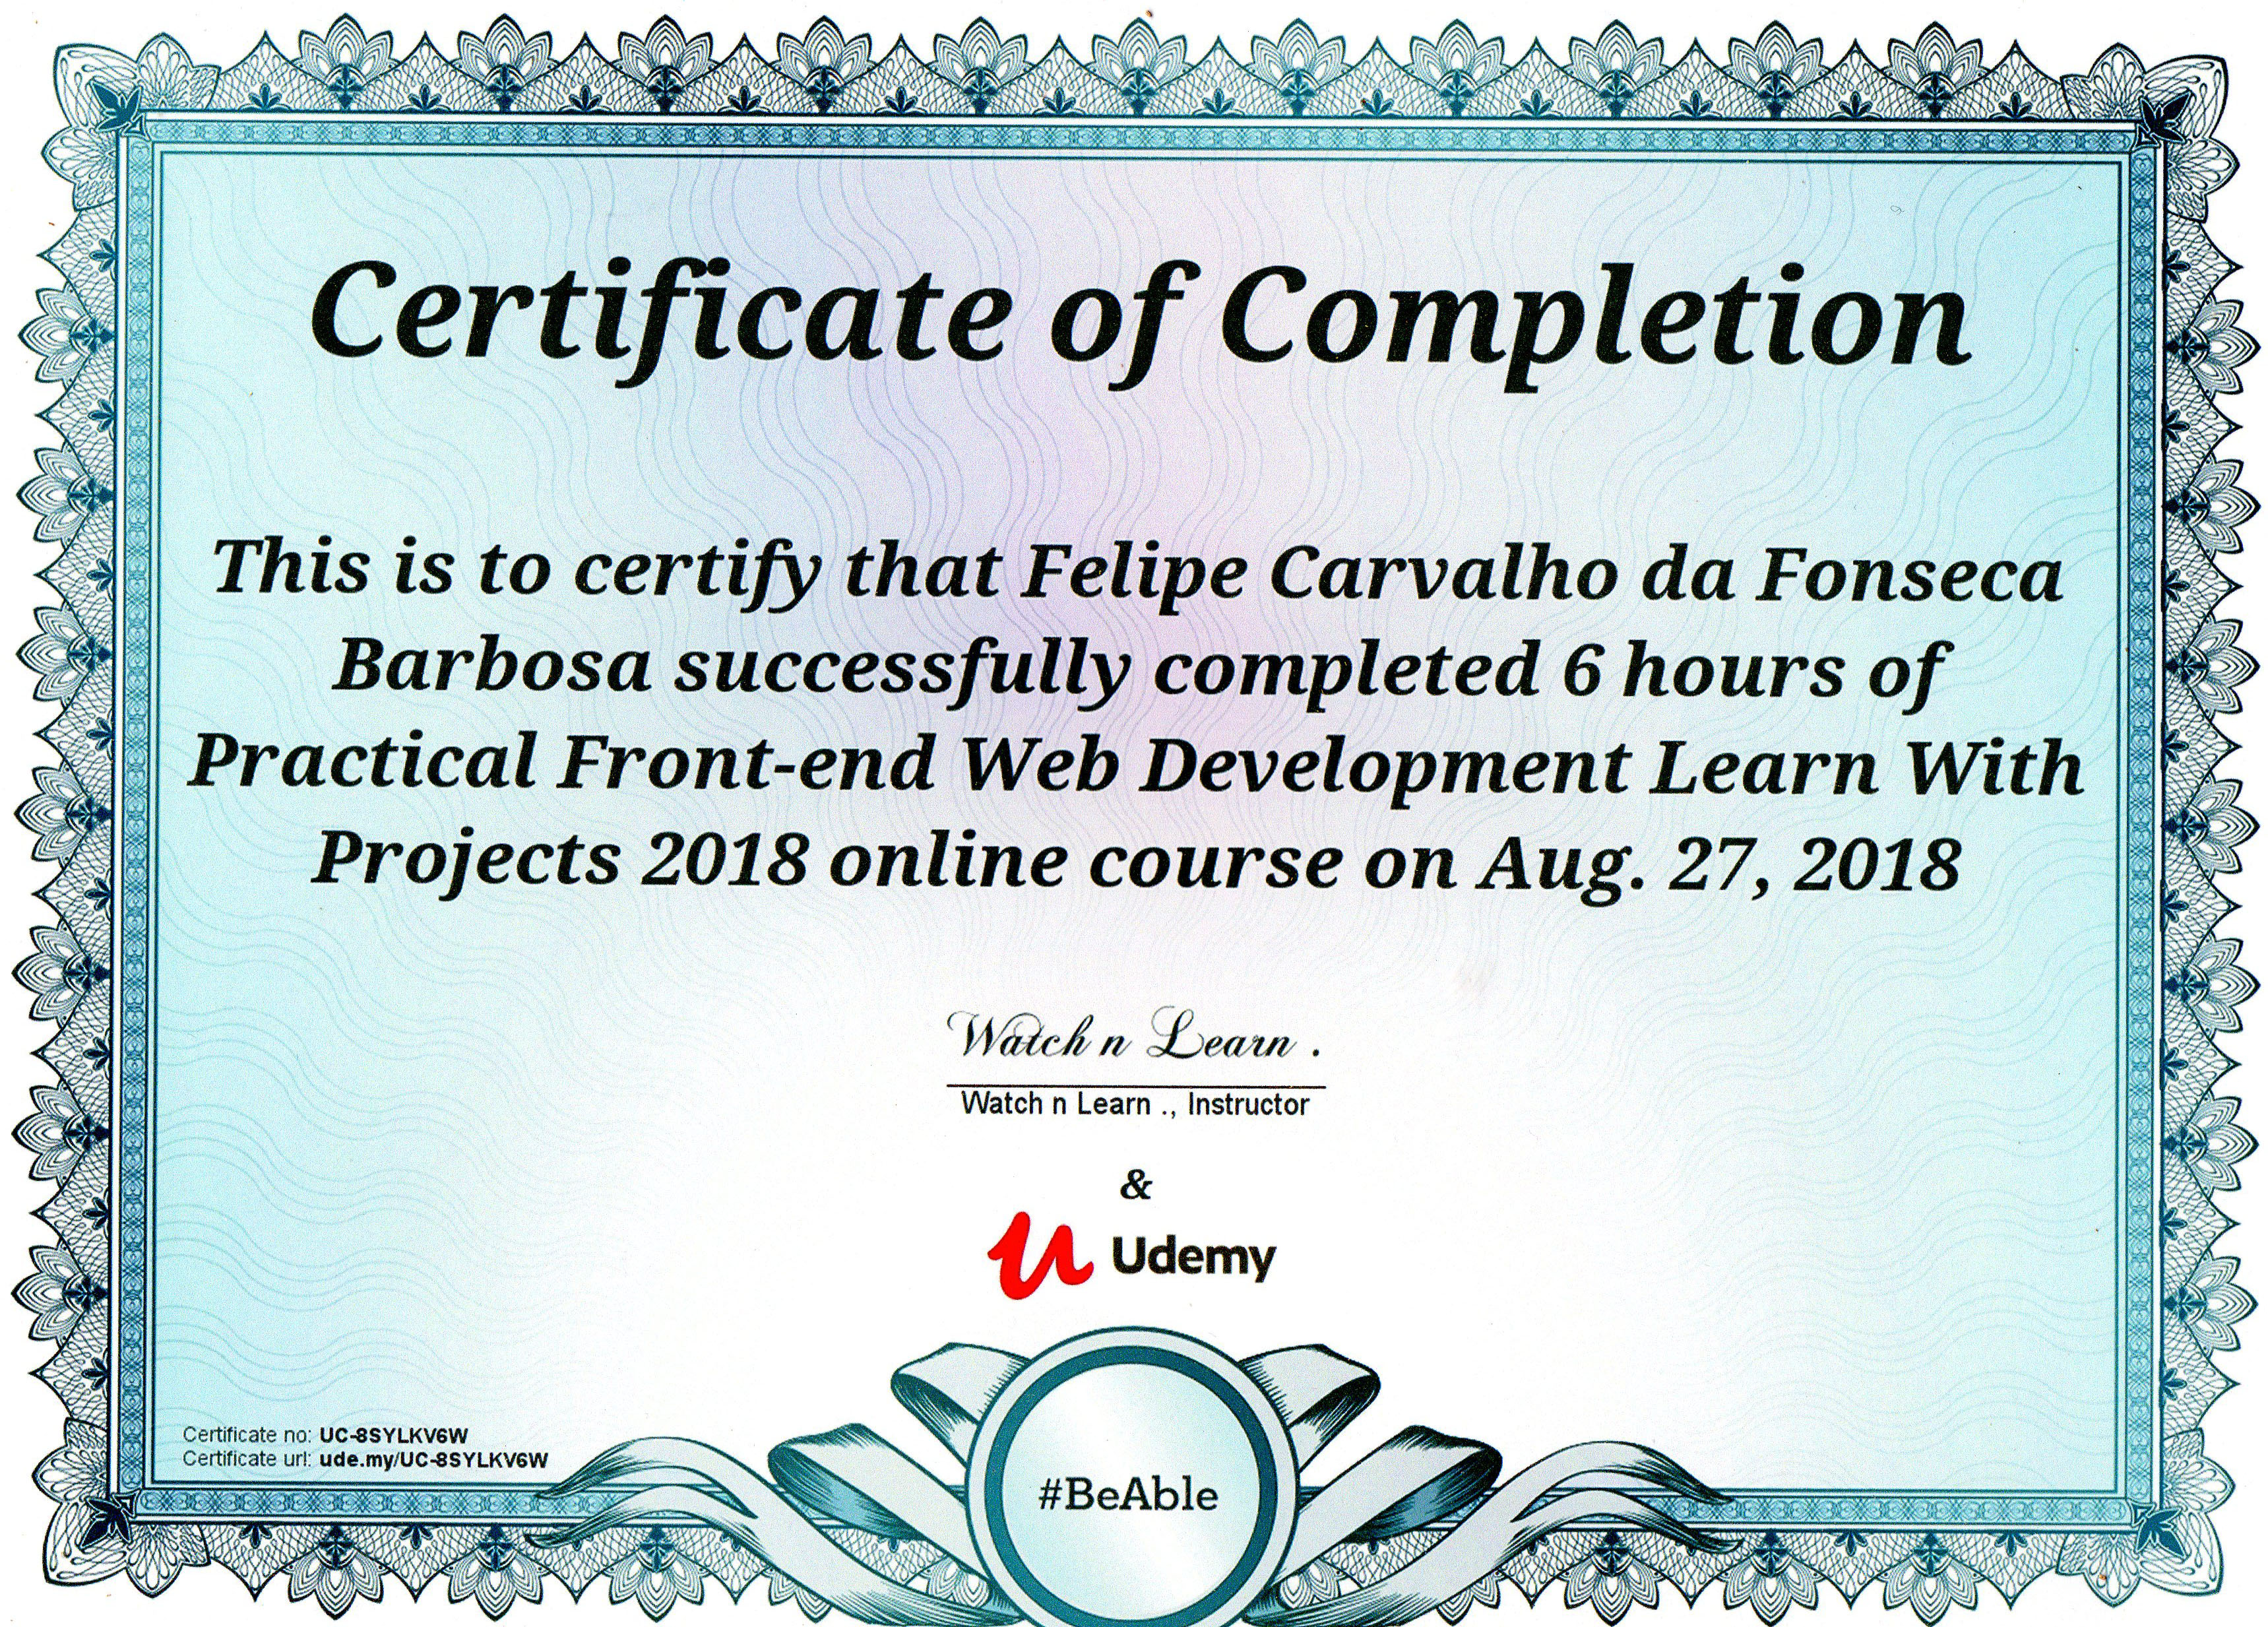 Certificate of Completion
This is to certify that Felipe Carvalho da Fonseca
Barbosa successfully completed 6 hours of
Practical Front-end Web Development Learn With
Projects 2018 online course on Aug. 27, 2018
Watch n Learn .
Watch n Learn ., Instructor
&
Udemy
Certificate no: UC-8SYLKV6W
Certificate url: ude.my/UC-8SYLKV6W
#BeAble